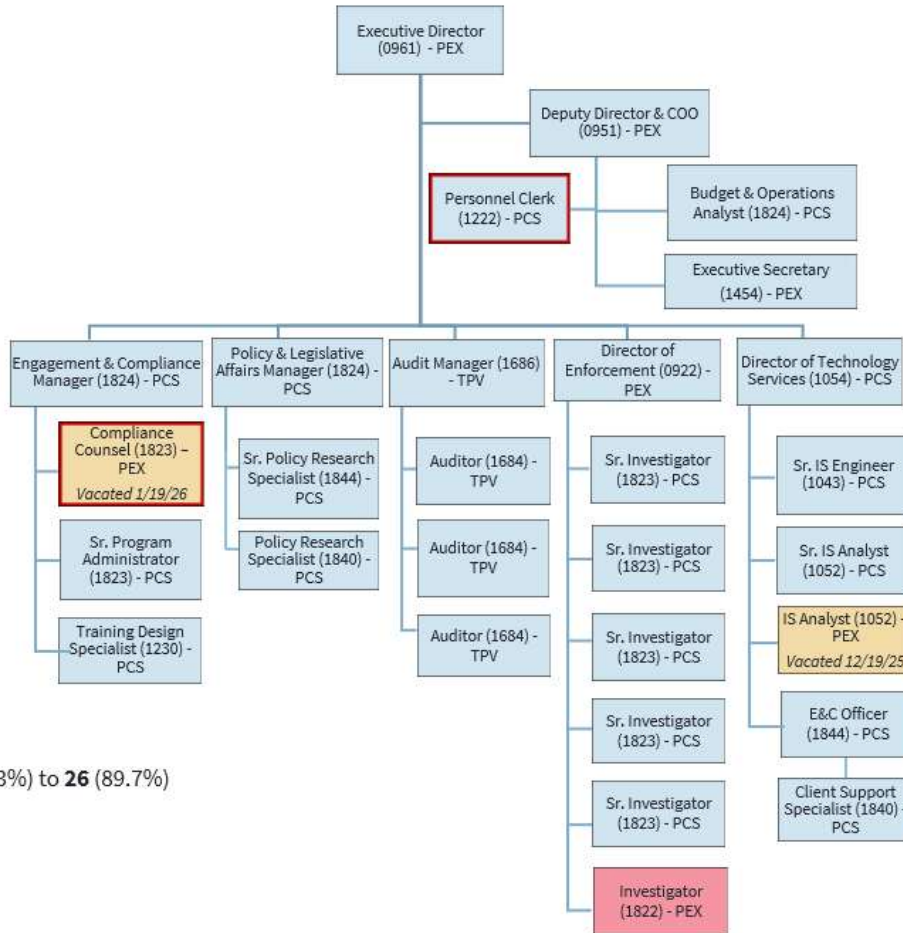 Executive Director
(0961) - PEX
Deputy Director & COO
(0951) - PEX
Personnel Clerk
(1222) - PCS
Budget & Operations
Analyst (1824) - PCS
Executive Secretary
(1454) - PEX
Engagement & Compliance
Manager (1824) - PCS
Compliance
Counsel (1823) –
PEX
Vacated 1/19/26
Sr. Program
Administrator
(1823) - PCS
Training Design
Specialist (1230) -
PCS
Policy & Legislative
Affairs Manager (1824) -
PCS
Sr. Policy Research
Specialist (1844) -
PCS
Policy Research
Specialist (1840) -
PCS
Audit Manager (1686)
- TPV
Auditor (1684) -
TPV
Auditor (1684) -
TPV
Auditor (1684) -
TPV
Director of
Enforcement (0922) -
PEX
Sr. Investigator
(1823) - PCS
Sr. Investigator
(1823) - PCS
Sr. Investigator
(1823) - PCS
Sr. Investigator
(1823) - PCS
Sr. Investigator
(1823) - PCS
Investigator
(1822) - PEX
Director of Technology
Services (1054) - PCS
Sr. IS Engineer
(1043) - PCS
Sr. IS Analyst
(1052) - PCS
IS Analyst (1052) -
PEX
Vacated 12/19/25
E&C Officer
(1844) - PCS
Client Support
Specialist (1840) -
PCS
3%) to 26 (89.7%)